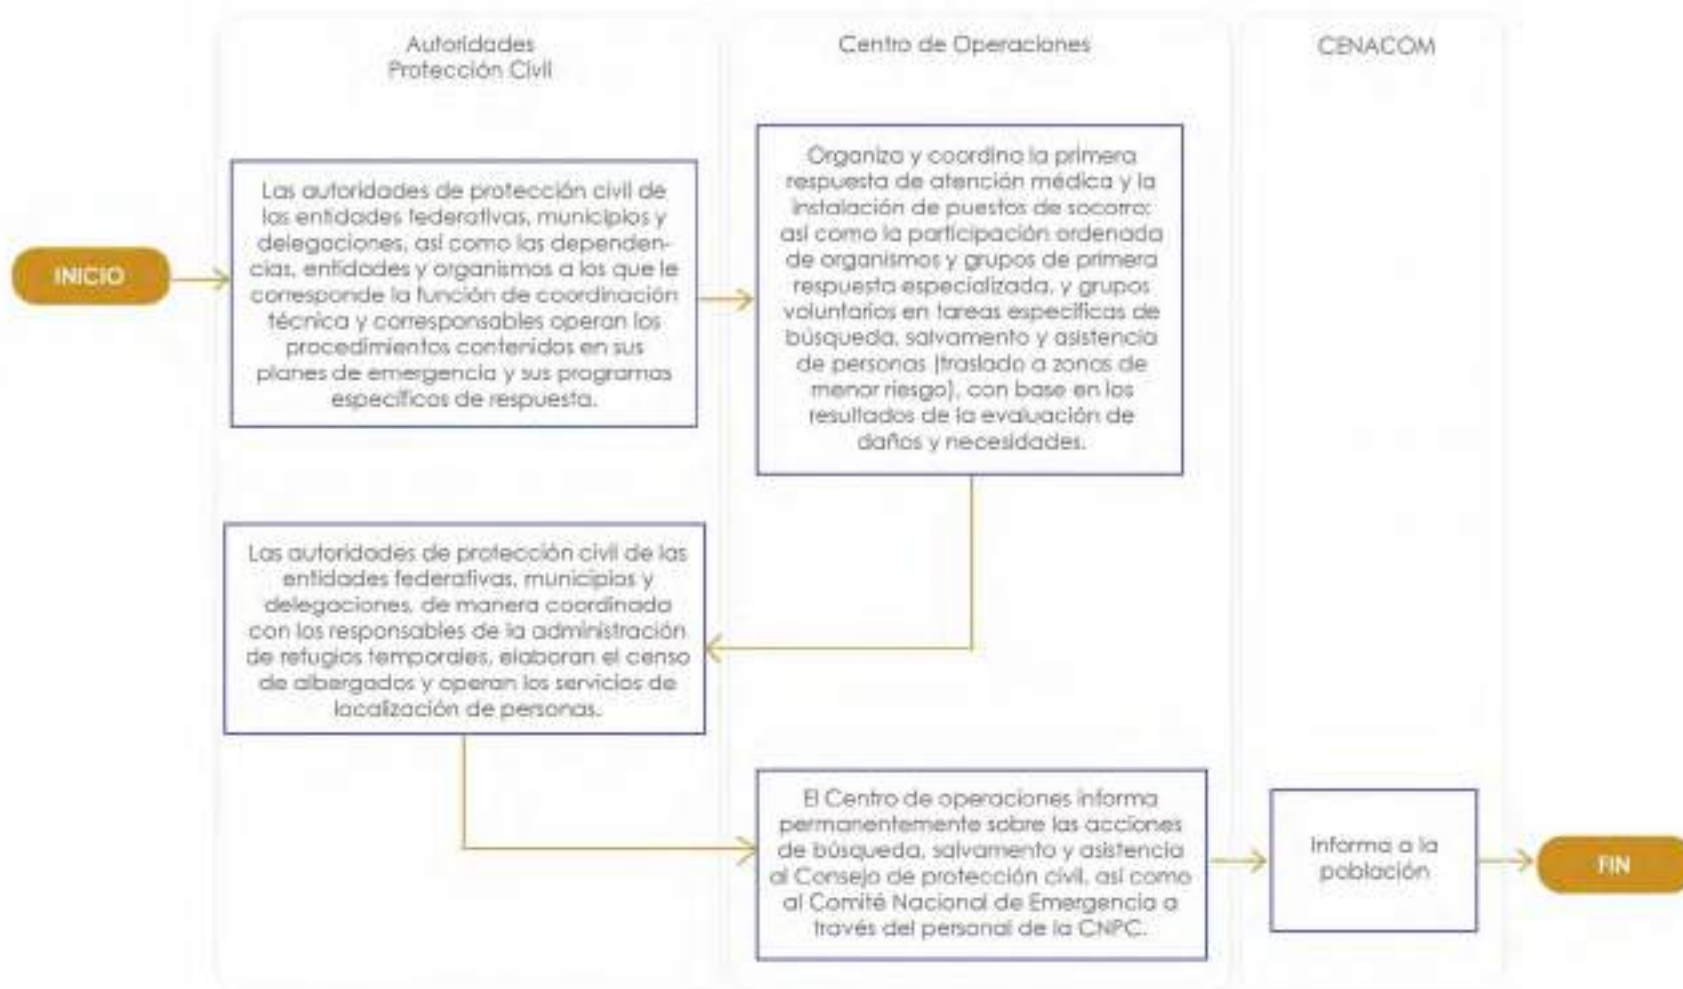 Autoridades
Protección Civil
Centro de Operaciones
CENACOM
INICIO
Las autoridades de protección civil de
las entidades federativas, municipios y
delegaciones, así como las dependen-
cias, entidades y organismos a los que le
corresponde la función de coordinación
técnica y corresponsables operan los
procedimientos contenidos en sus
planes de emergencia y sus programas
específicos de respuesta.
Organiza y coordina la primera
respuesta de atención médica y la
instalación de puestos de socorro;
así como la participación ordenada
de organismos y grupos de primera
respuesta especializada, y grupos
voluntarios en tareas específicas de
búsqueda, salvamento y asistencia
de personas (traslado a zonas de
menor riesgo), con base en los
resultados de la evaluación de
daños y necesidades.
Las autoridades de protección civil de las
entidades federativas, municipios y
delegaciones, de manera coordinada
con los responsables de la administración
de refugios temporales, elaboran el censo
de albergados y operan los servicios de
localización de personas.
El Centro de operaciones informa
permanentemente sobre las acciones
de búsqueda, salvamento y asistencia
al Consejo de protección civil, así como
al Comité Nacional de Emergencia a
través del personal de la CNPC.
Informa a la
población
FIN